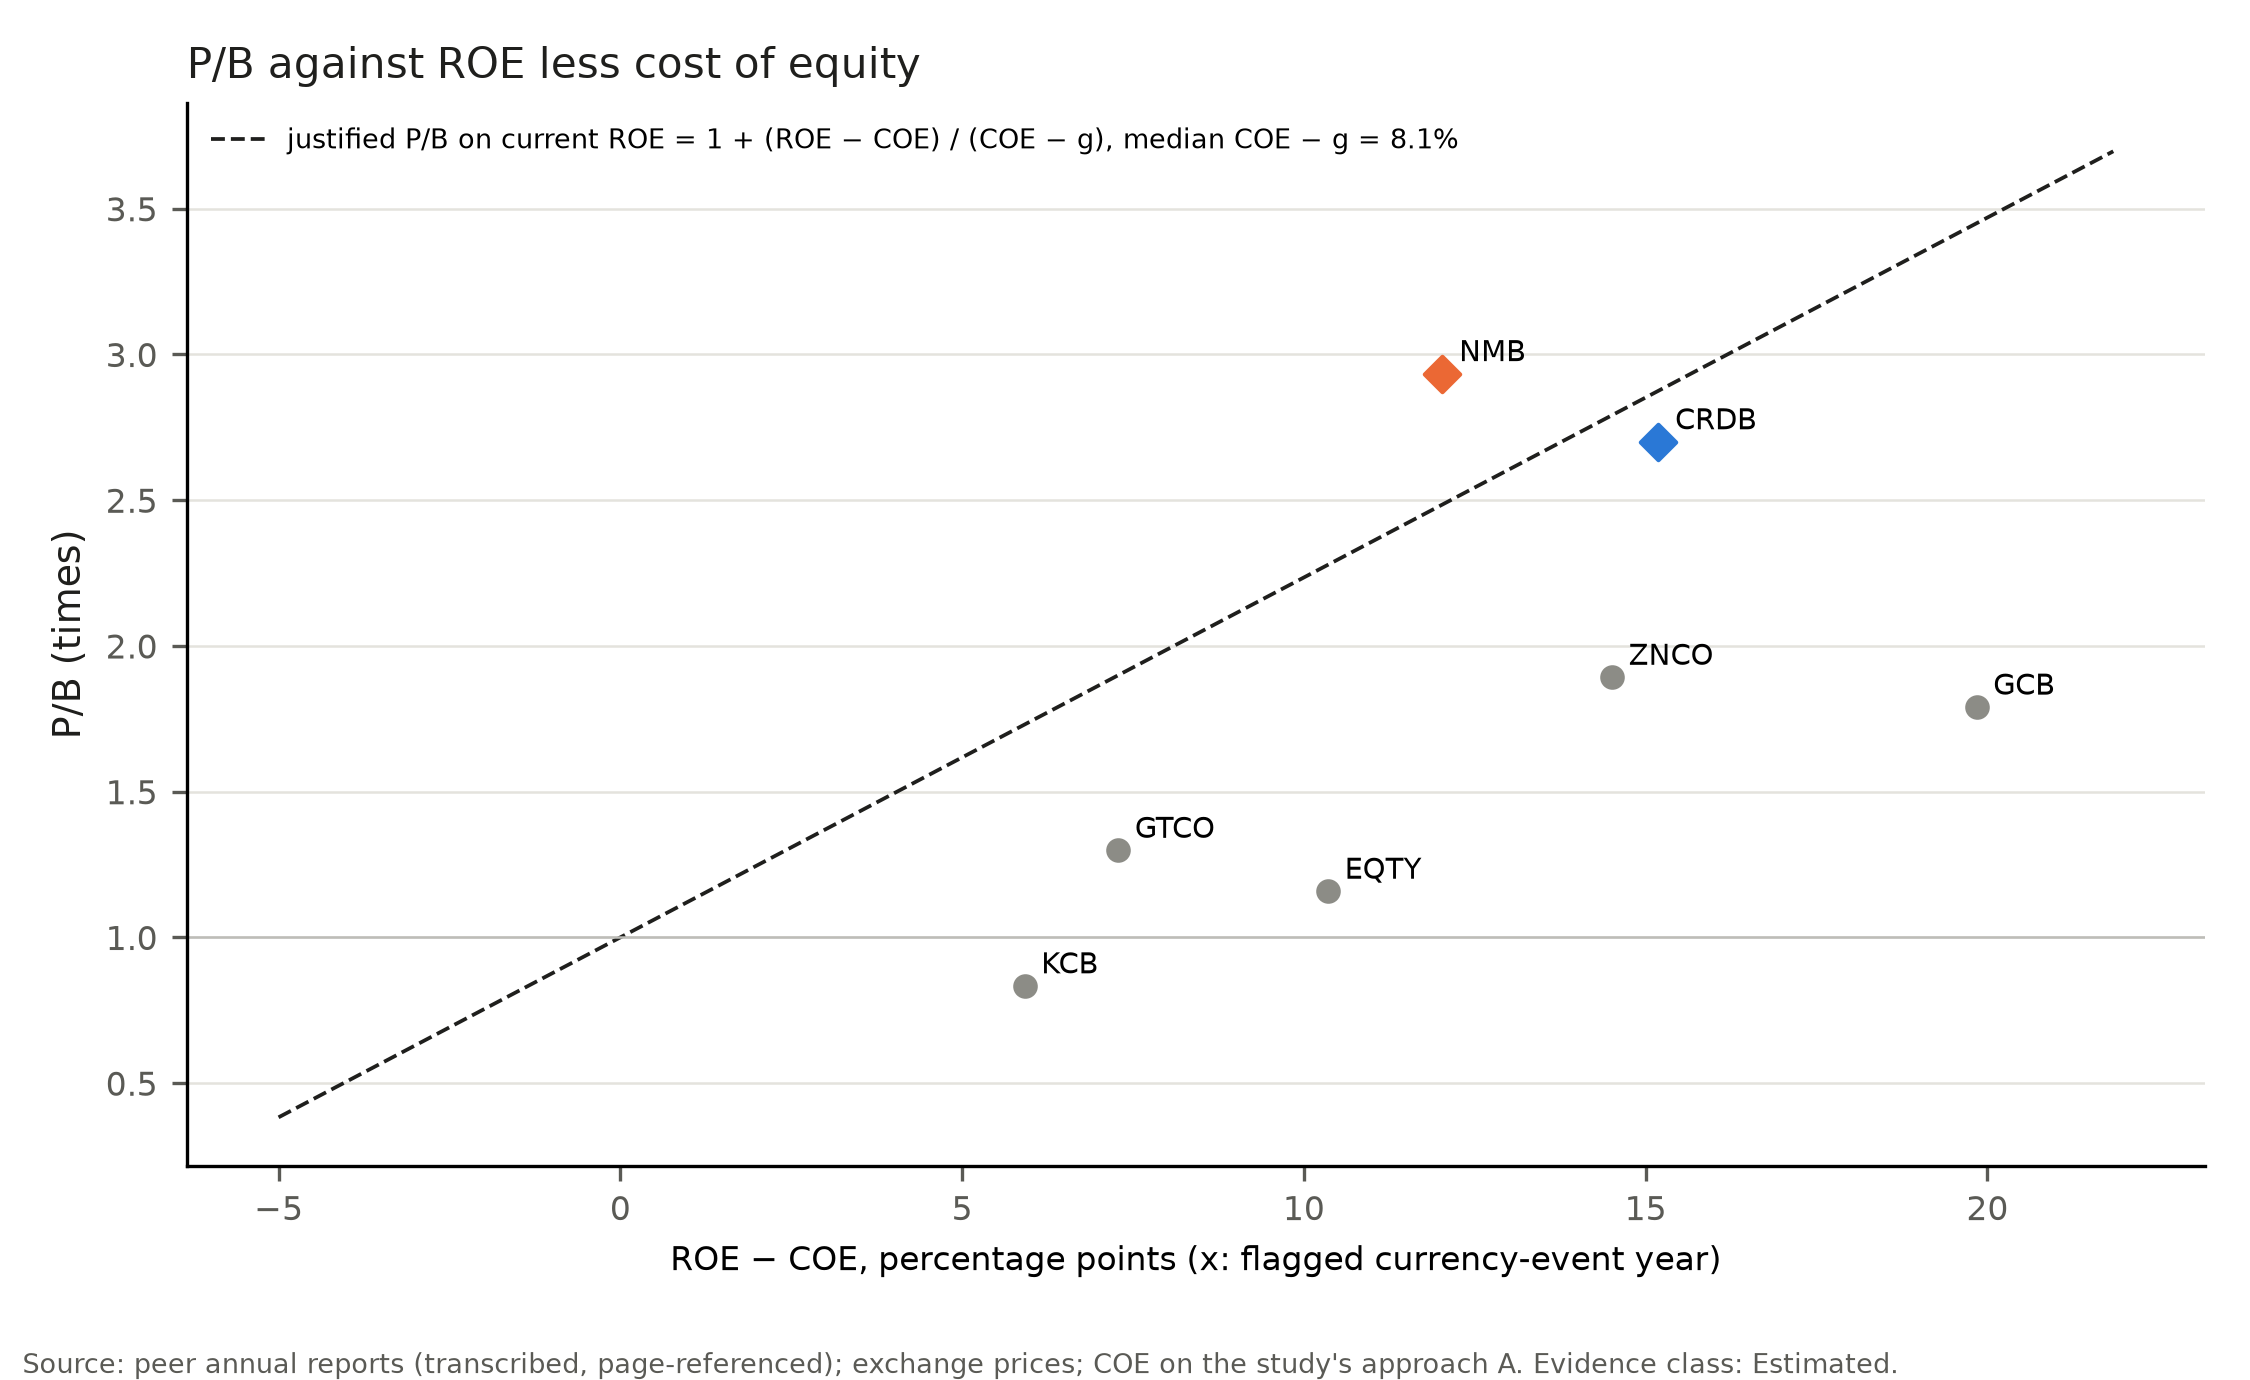 P/B against ROE less cost of equity
justified P/B on current ROE = 1 + (ROE − COE) / (COE − g), median COE − g = 8.1%
3.5
3.0
2.5
2.0
1.5
1.0
0.5
P/B (times)
NMB
CRDB
ZNCO
GCB
GTCO
EQTY
KCB
−5
0
5
10
15
20
ROE − COE, percentage points (x: flagged currency-event year)
Source: peer annual reports (transcribed, page-referenced); exchange prices; COE on the study's approach A. Evidence class: Estimated.